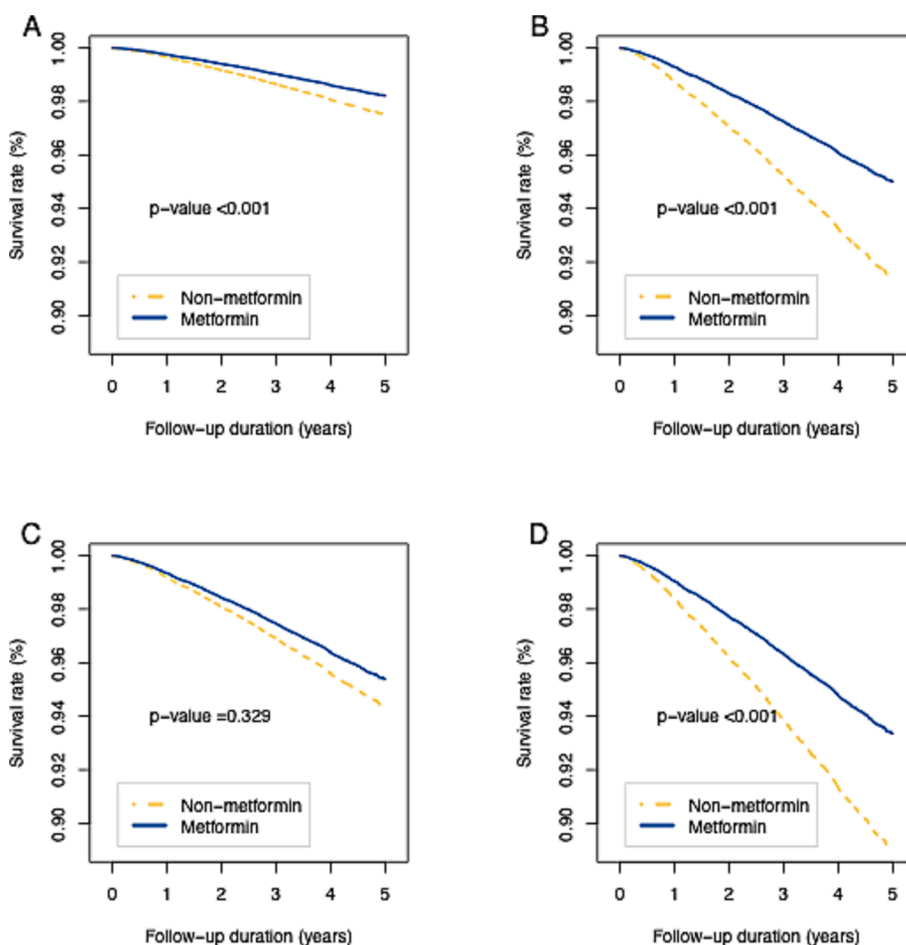 A
Survival rate (%)
1.00
0.98
0.96
0.94
0.92
0.90
p-value <0.001
Non-metformin
Metformin
0 1 2 3 4 5
Follow-up duration (years)
B
Survival rate (%)
1.00
0.98
0.96
0.94
0.92
0.90
p-value <0.001
Non-metformin
Metformin
0 1 2 3 4 5
Follow-up duration (years)
C
Survival rate (%)
1.00
0.98
0.96
0.94
0.92
0.90
p-value =0.329
Non-metformin
Metformin
0 1 2 3 4 5
Follow-up duration (years)
D
Survival rate (%)
1.00
0.98
0.96
0.94
0.92
0.90
p-value <0.001
Non-metformin
Metformin
0 1 2 3 4 5
Follow-up duration (years)